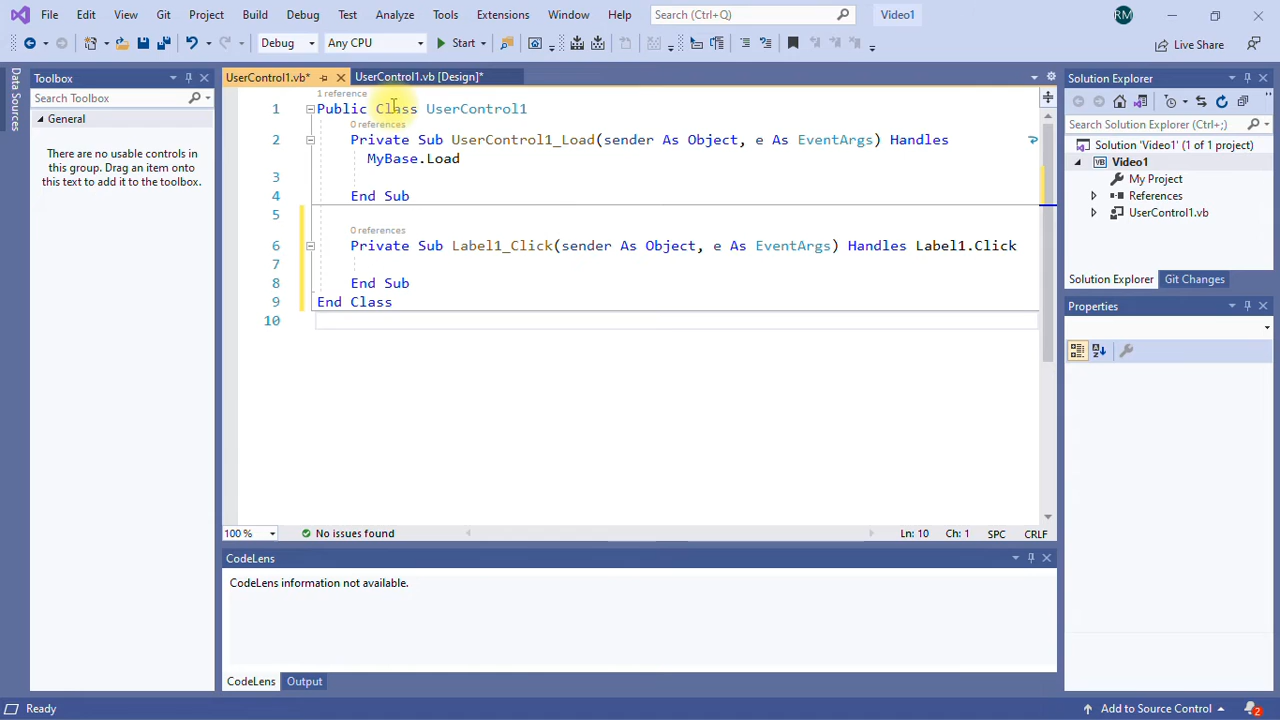 File Edit View Git Project Build Debug Test Analyze Tools Extensions Window Help Search (Ctrl+Q) Video1 RM
Debug Any CPU Start Live Share
Data Sources
Toolbox
Search Toolbox
General
There are no usable controls in
this group. Drag an item onto
this text to add it to the toolbox.
UserControl1.vb* UserControl1.vb [Design]*
1 reference
1 Public Class UserControl1
0 references
2 Private Sub UserControl1_Load(sender As Object, e As EventArgs) Handles
MyBase.Load
3
4 End Sub
5
0 references
6 Private Sub Label1_Click(sender As Object, e As EventArgs) Handles Label1.Click
7
8 End Sub
9 End Class
10
100 % No issues found Ln: 10 Ch: 1 SPC CRLF
CodeLens
CodeLens information not available.
CodeLens Output
Solution Explorer
Search Solution Explorer (Ctrl+;)
Solution 'Video1' (1 of 1 project)
VB Video1
My Project
References
UserControl1.vb
Solution Explorer Git Changes
Properties
Ready Add to Source Control 2